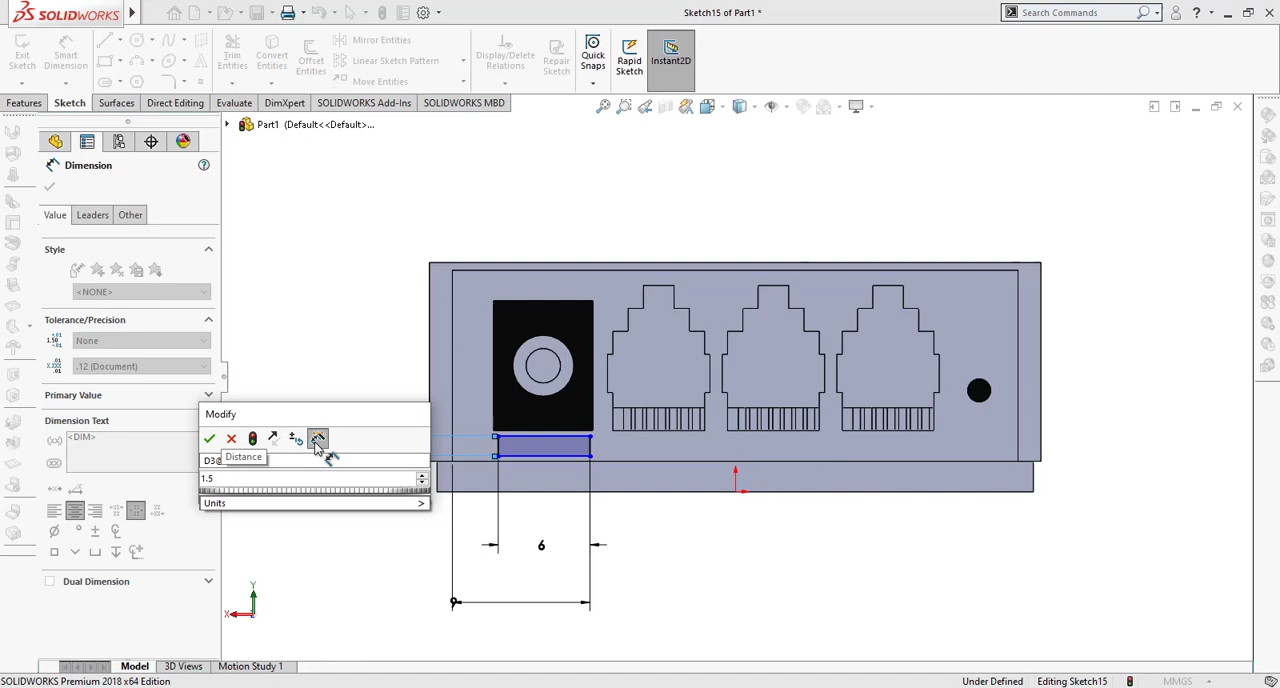 SOLIDWORKS
Sketch15 of Part1 *
Search Commands
?
Exit Sketch
Smart Dimension
Trim Entities
Convert Entities
Offset Entities
Mirror Entities
Linear Sketch Pattern
Move Entities
Display/Delete Relations
Repair Sketch
Quick Snaps
Rapid Sketch
Instant2D
Features
Sketch
Surfaces
Direct Editing
Evaluate
DimXpert
SOLIDWORKS Add-Ins
SOLIDWORKS MBD
Part1 (Default<<Default>...
Dimension
Value
Leaders
Other
Style
<NONE>
Tolerance/Precision
None
.12 (Document)
Primary Value
Dimension Text
<DIM>
Dual Dimension
Modify
Distance
D3@
1.5
Units
>
6
9
Y
X
Model
3D Views
Motion Study 1
SOLIDWORKS Premium 2018 x64 Edition
Under Defined
Editing Sketch15
MMGS